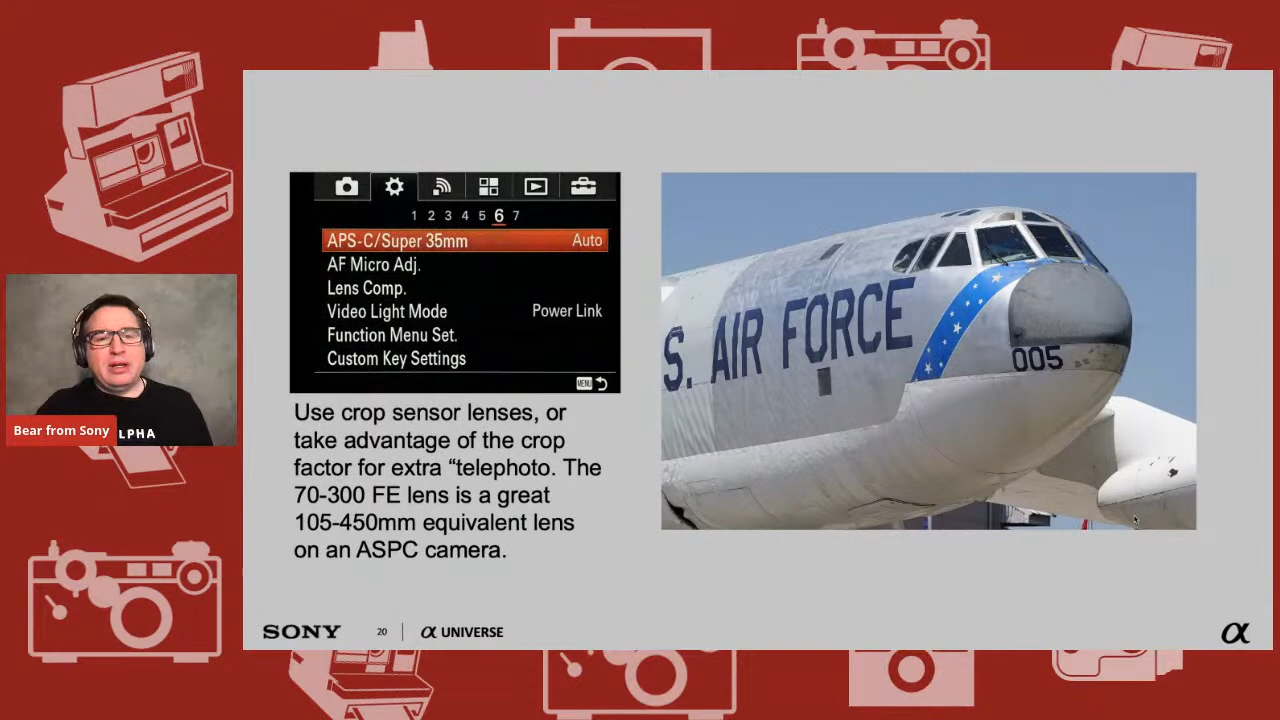 1 2 3 4 5 6 7
APS-C/Super 35mm Auto
AF Micro Adj.
Lens Comp.
Video Light Mode Power Link
Function Menu Set.
Custom Key Settings
MENU
Use crop sensor lenses, or
take advantage of the crop
factor for extra “telephoto. The
70-300 FE lens is a great
105-450mm equivalent lens
on an ASPC camera.
S. AIR FORCE
005
Bear from Sony
LPHA
SONY 20 α UNIVERSE
α